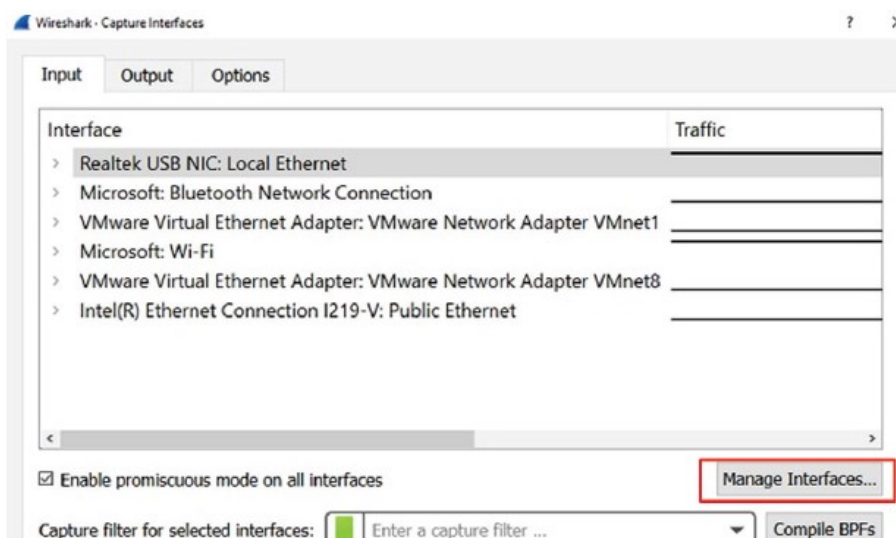 Wireshark · Capture Interfaces ?
Input Output Options
Interface Traffic
Realtek USB NIC: Local Ethernet
Microsoft: Bluetooth Network Connection
VMware Virtual Ethernet Adapter: VMware Network Adapter VMnet1
Microsoft: Wi-Fi
VMware Virtual Ethernet Adapter: VMware Network Adapter VMnet8
Intel(R) Ethernet Connection I219-V: Public Ethernet
Enable promiscuous mode on all interfaces Manage Interfaces...
Capture filter for selected interfaces: Enter a capture filter ... Compile BPFs